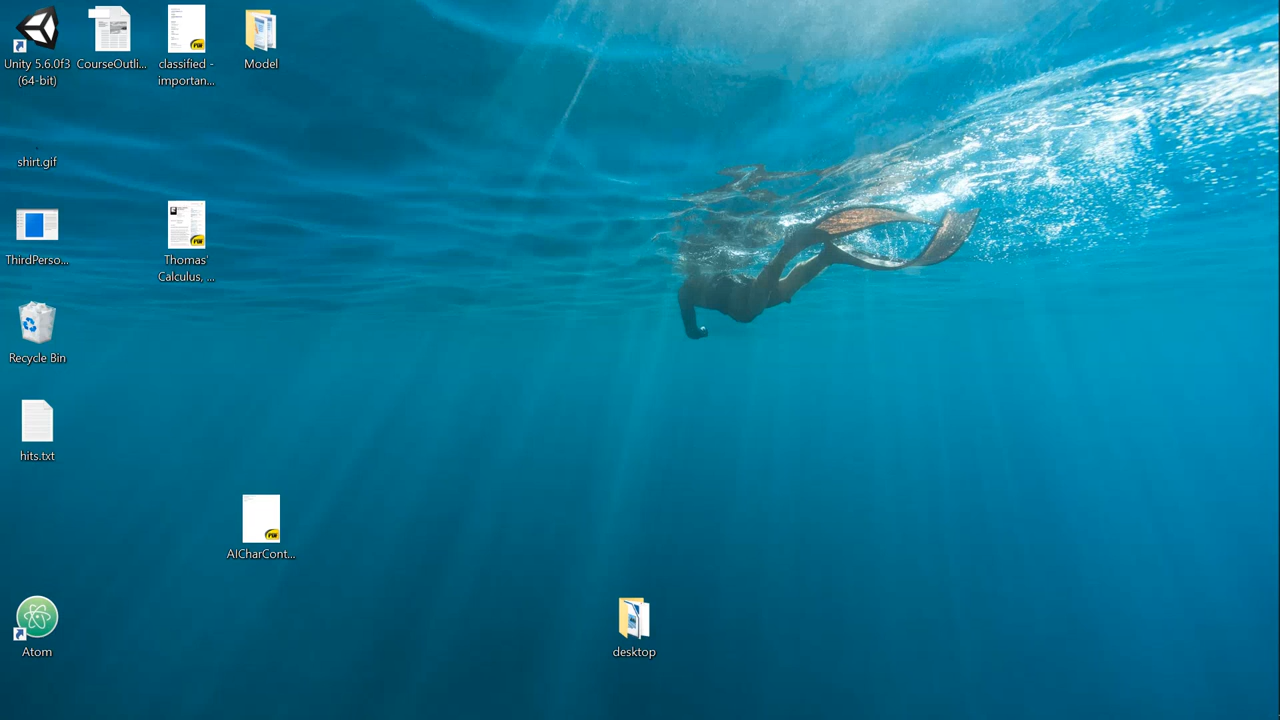 Unity 5.6.0f3
(64-bit)
CourseOutli...
classified -
importan...
Model
shirt.gif
ThirdPerso...
Thomas'
Calculus, ...
Recycle Bin
hits.txt
AICharCont...
Atom
desktop